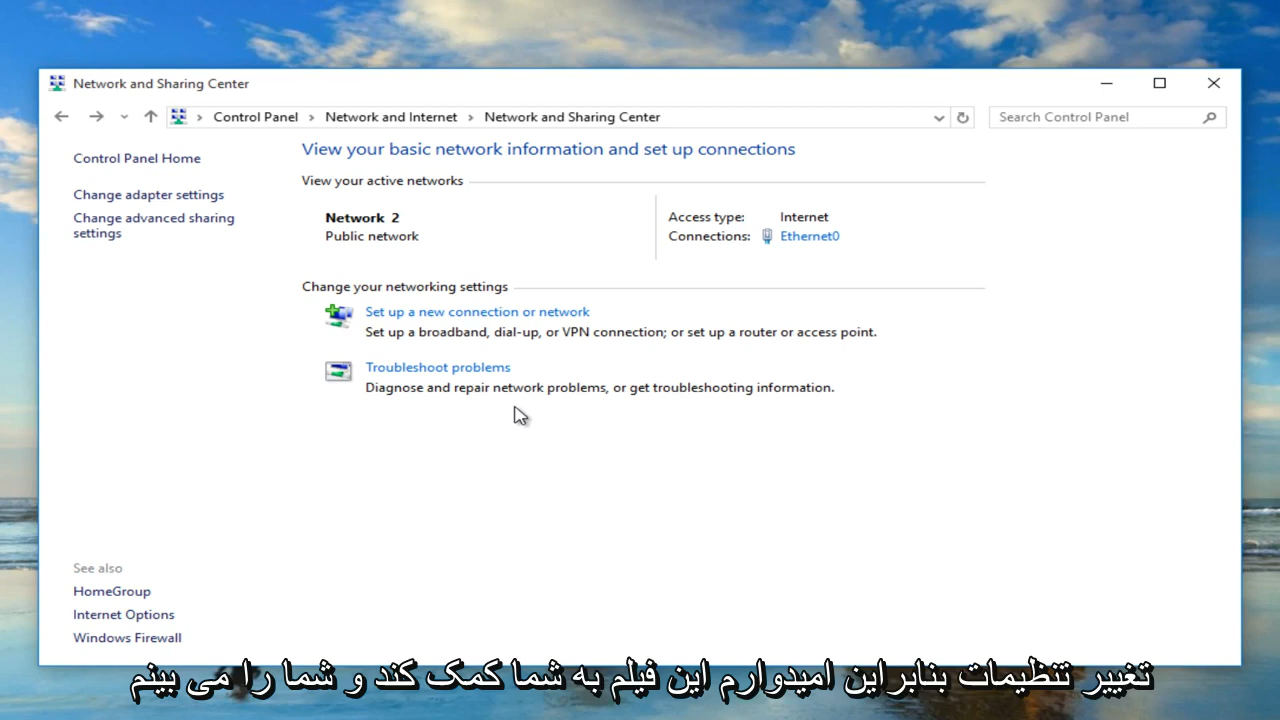 Network and Sharing Center
Control Panel > Network and Internet > Network and Sharing Center
Search Control Panel
Control Panel Home
Change adapter settings
Change advanced sharing
settings
View your basic network information and set up connections
View your active networks
Network 2
Public network
Access type: Internet
Connections: Ethernet0
Change your networking settings
Set up a new connection or network
Set up a broadband, dial-up, or VPN connection; or set up a router or access point.
Troubleshoot problems
Diagnose and repair network problems, or get troubleshooting information.
See also
HomeGroup
Internet Options
Windows Firewall
تغییر تنظیمات بنابراین امیدوارم این فیلم به شما کمک کند و شما را می بینم